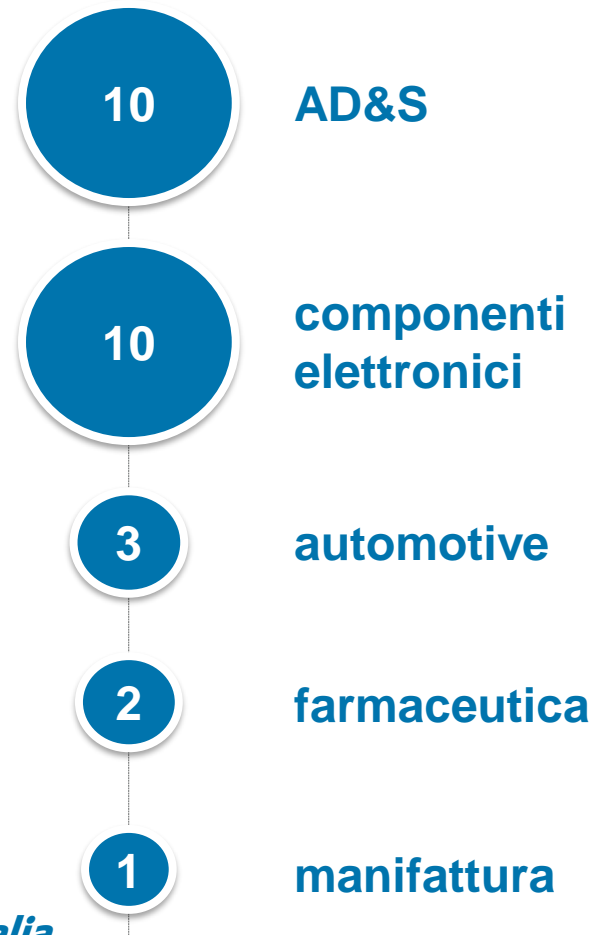 10 AD&S
10 componenti
elettronici
3 automotive
2 farmaceutica
1 manifattura